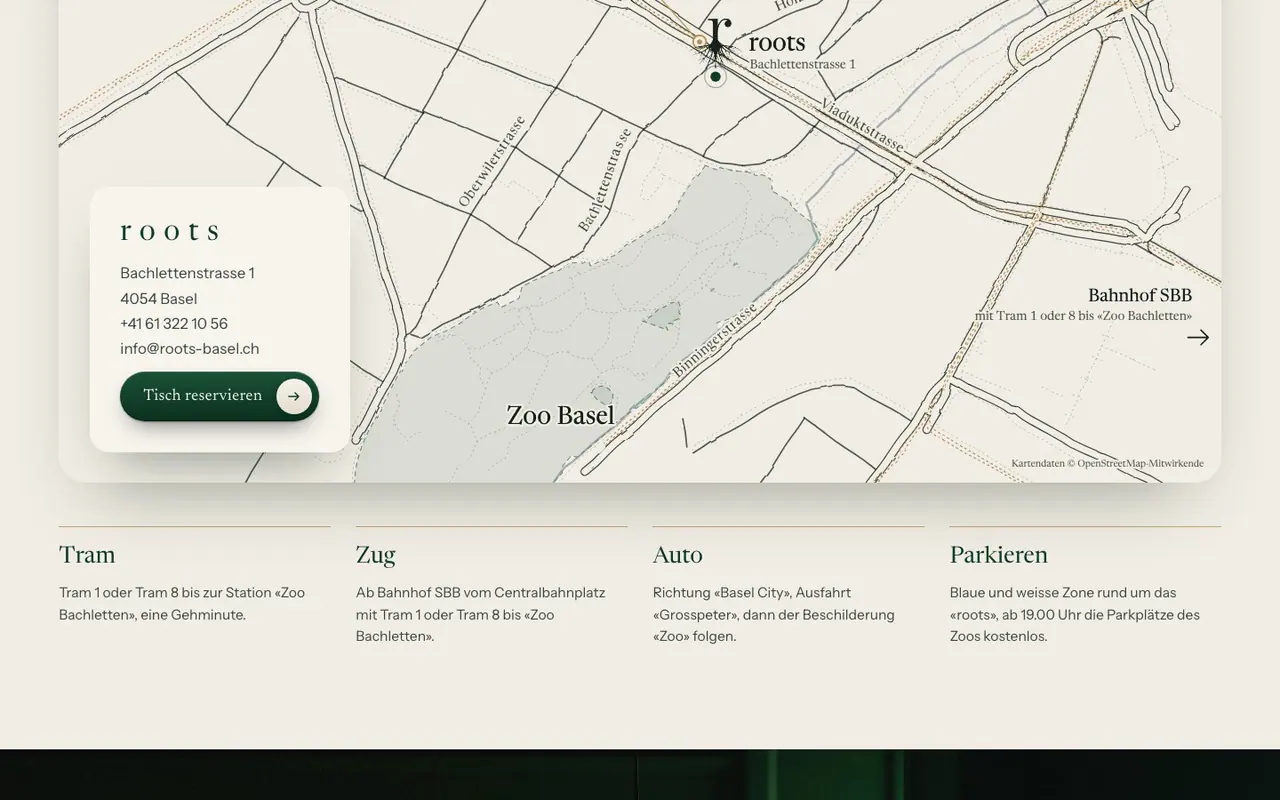 r
roots
Bachlettenstrasse 1
Viaduktstrasse
Oberwilerstrasse
Bachlettenstrasse
roots
Bachlettenstrasse 1
4054 Basel
+41 61 322 10 56
info@roots-basel.ch
Tisch reservieren
Bahnhof SBB
mit Tram 1 oder 8 bis «Zoo Bachletten»
Binningerstrasse
Zoo Basel
Kartendaten © OpenStreetMap-Mitwirkende
Tram
Tram 1 oder Tram 8 bis zur Station «Zoo
Bachletten», eine Gehminute.
Zug
Ab Bahnhof SBB vom Centralbahnplatz
mit Tram 1 oder Tram 8 bis «Zoo
Bachletten».
Auto
Richtung «Basel City», Ausfahrt
«Grosspeter», dann der Beschilderung
«Zoo» folgen.
Parkieren
Blaue und weisse Zone rund um das
«roots», ab 19.00 Uhr die Parkplätze des
Zoos kostenlos.